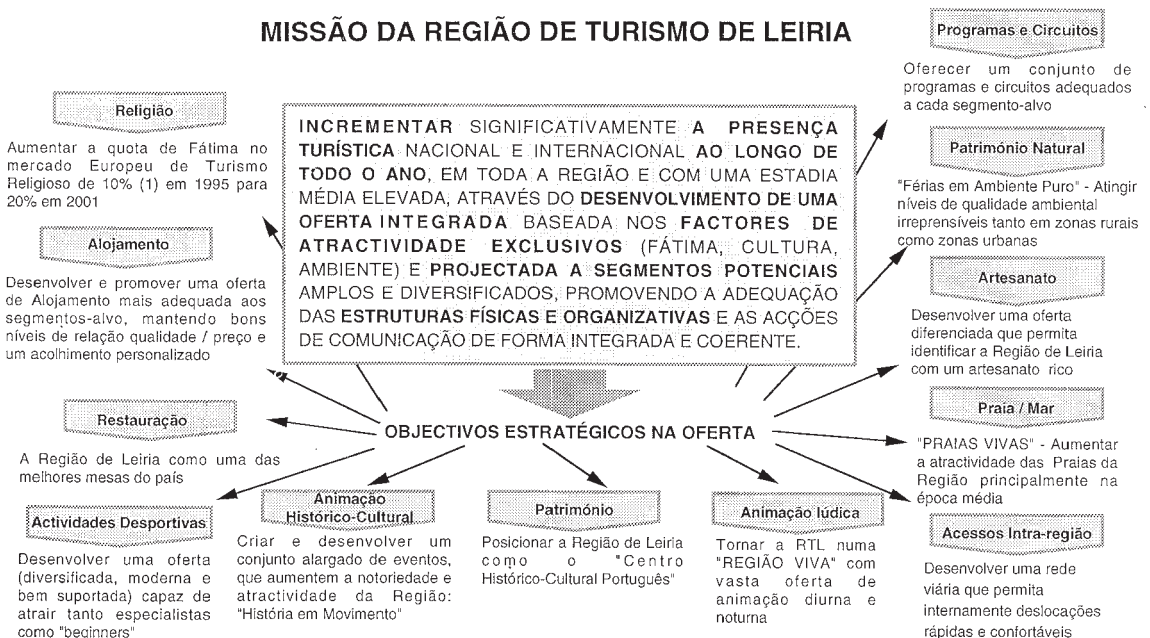 MISSÃO DA REGIÃO DE TURISMO DE LEIRIA
INCREMENTAR SIGNIFICATIVAMENTE A PRESENÇA
TURÍSTICA NACIONAL E INTERNACIONAL AO LONGO DE
TODO O ANO, EM TODA A REGIÃO E COM UMA ESTADIA
MÉDIA ELEVADA, ATRAVÉS DO DESENVOLVIMENTO DE UMA
OFERTA INTEGRADA BASEADA NOS FACTORES DE
ATRACTIVIDADE EXCLUSIVOS (FÁTIMA, CULTURA,
AMBIENTE) E PROJECTADA A SEGMENTOS POTENCIAIS
AMPLOS E DIVERSIFICADOS, PROMOVENDO A ADEQUAÇÃO
DAS ESTRUTURAS FÍSICAS E ORGANIZATIVAS E AS ACÇÕES
DE COMUNICAÇÃO DE FORMA INTEGRADA E COERENTE.
OBJECTIVOS ESTRATÉGICOS NA OFERTA
Religião
Aumentar a quota de Fátima no
mercado Europeu de Turismo
Religioso de 10% (1) em 1995 para
20% em 2001
Alojamento
Desenvolver e promover uma oferta
de Alojamento mais adequada aos
segmentos-alvo, mantendo bons
níveis de relação qualidade / preço e
um acolhimento personalizado
Restauração
A Região de Leiria como uma das
melhores mesas do país
Actividades Desportivas
Desenvolver uma oferta
(diversificada, moderna e
bem suportada) capaz de
atrair tanto especialistas
como "beginners"
Animação
Histórico-Cultural
Criar e desenvolver um
conjunto alargado de eventos,
que aumentem a notoriedade e
atractividade da Região:
"História em Movimento"
Património
Posicionar a Região de Leiria
como o "Centro
Histórico-Cultural Português"
Animação lúdica
Tornar a RTL numa
"REGIÃO VIVA" com
vasta oferta de
animação diurna e
noturna
Programas e Circuitos
Oferecer um conjunto de
programas e circuitos adequados
a cada segmento-alvo
Património Natural
"Férias em Ambiente Puro" - Atingir
níveis de qualidade ambiental
irreprensíveis tanto em zonas rurais
como zonas urbanas
Artesanato
Desenvolver uma oferta
diferenciada que permita
identificar a Região de Leiria
com um artesanato rico
Praia / Mar
"PRAIAS VIVAS" - Aumentar
a atractividade das Praias da
Região principalmente na
época média
Acessos Intra-região
Desenvolver uma rede
viária que permita
internamente deslocações
rápidas e confortáveis